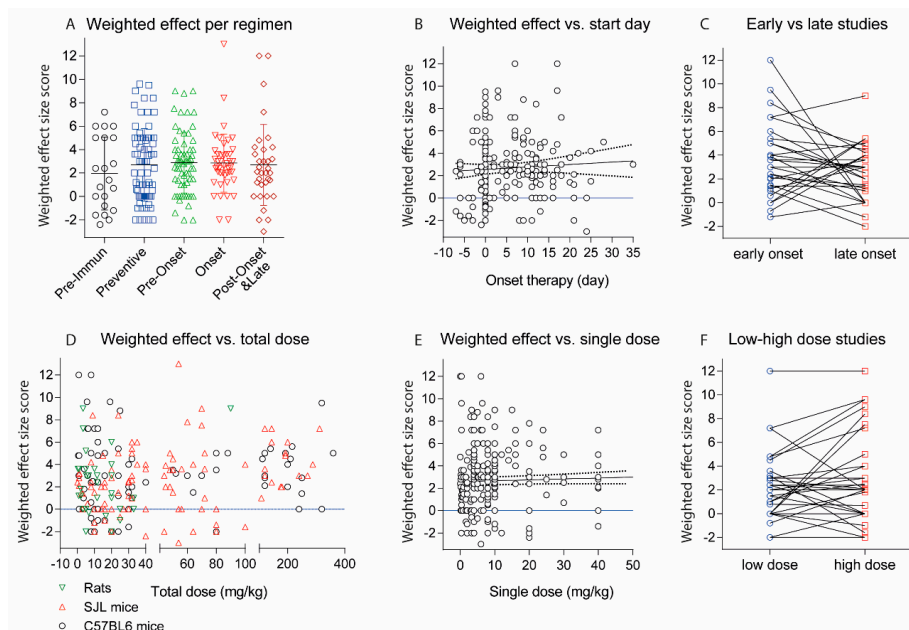 A Weighted effect per regimen
Weighted effect size score
12
10
8
6
4
2
0
-2
Pre-Immun
Preventive
Pre-Onset
Onset
Post-Onset
&Late
B Weighted effect vs. start day
Weighted effect size score
12
10
8
6
4
2
0
-2
-10 -5 0 5 10 15 20 25 30 35
Onset therapy (day)
C Early vs late studies
Weighted effect size score
12
10
8
6
4
2
0
-2
early onset late onset
D Weighted effect vs. total dose
Weighted effect size score
12
10
8
6
4
2
0
-2
-10 0 10 20 30 40 60 80 100 200 300 400
Total dose (mg/kg)
Rats
SJL mice
C57BL6 mice
E Weighted effect vs. single dose
Weighted effect size score
12
10
8
6
4
2
0
-2
0 10 20 30 40 50
Single dose (mg/kg)
F Low-high dose studies
Weighted effect size score
12
10
8
6
4
2
0
-2
low dose high dose